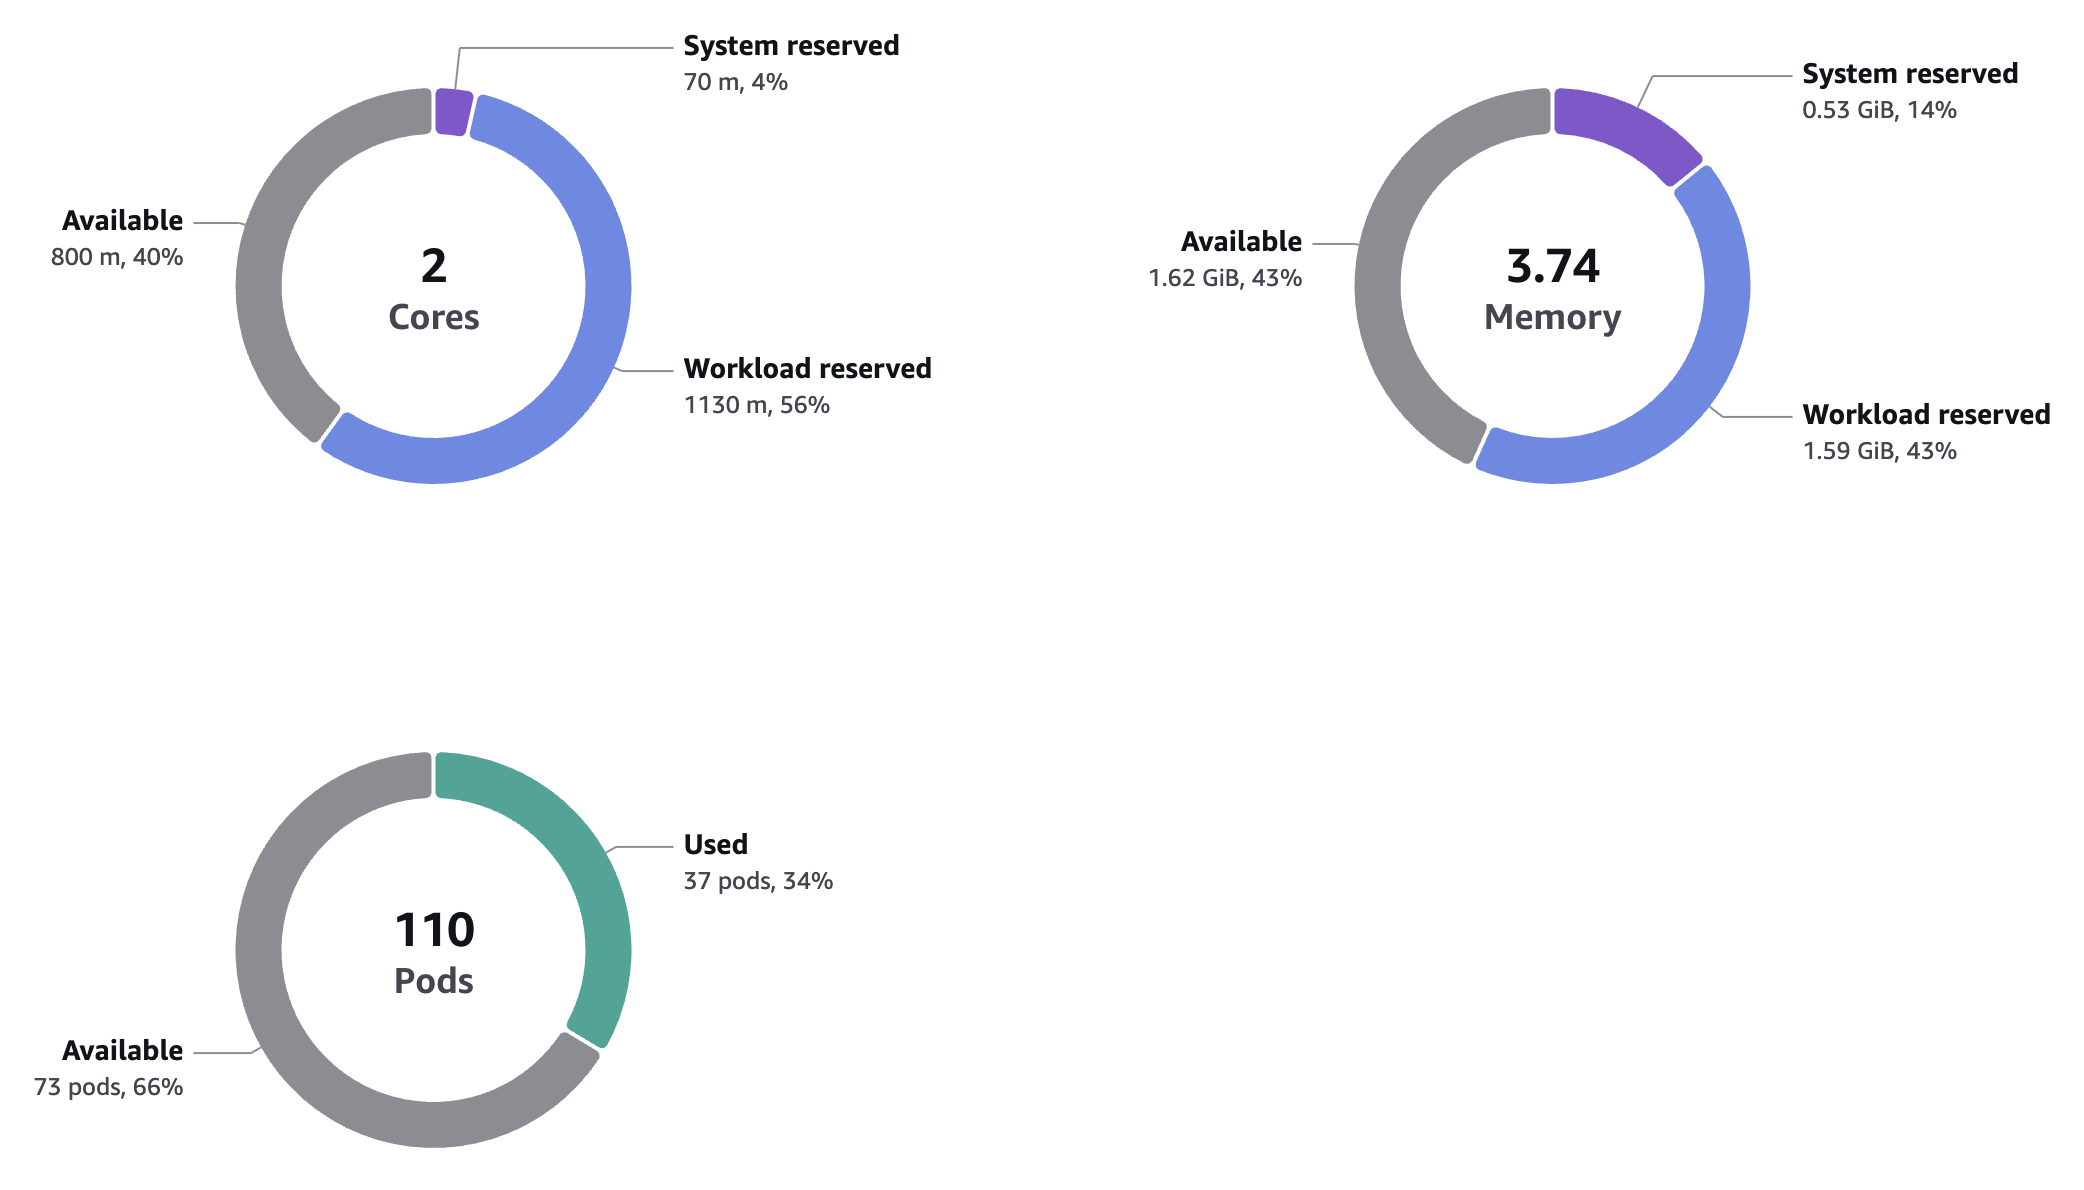 System reserved
70 m, 4%
Available
800 m, 40%
2
Cores
Workload reserved
1130 m, 56%
System reserved
0.53 GiB, 14%
Available
1.62 GiB, 43%
3.74
Memory
Workload reserved
1.59 GiB, 43%
Used
37 pods, 34%
110
Pods
Available
73 pods, 66%